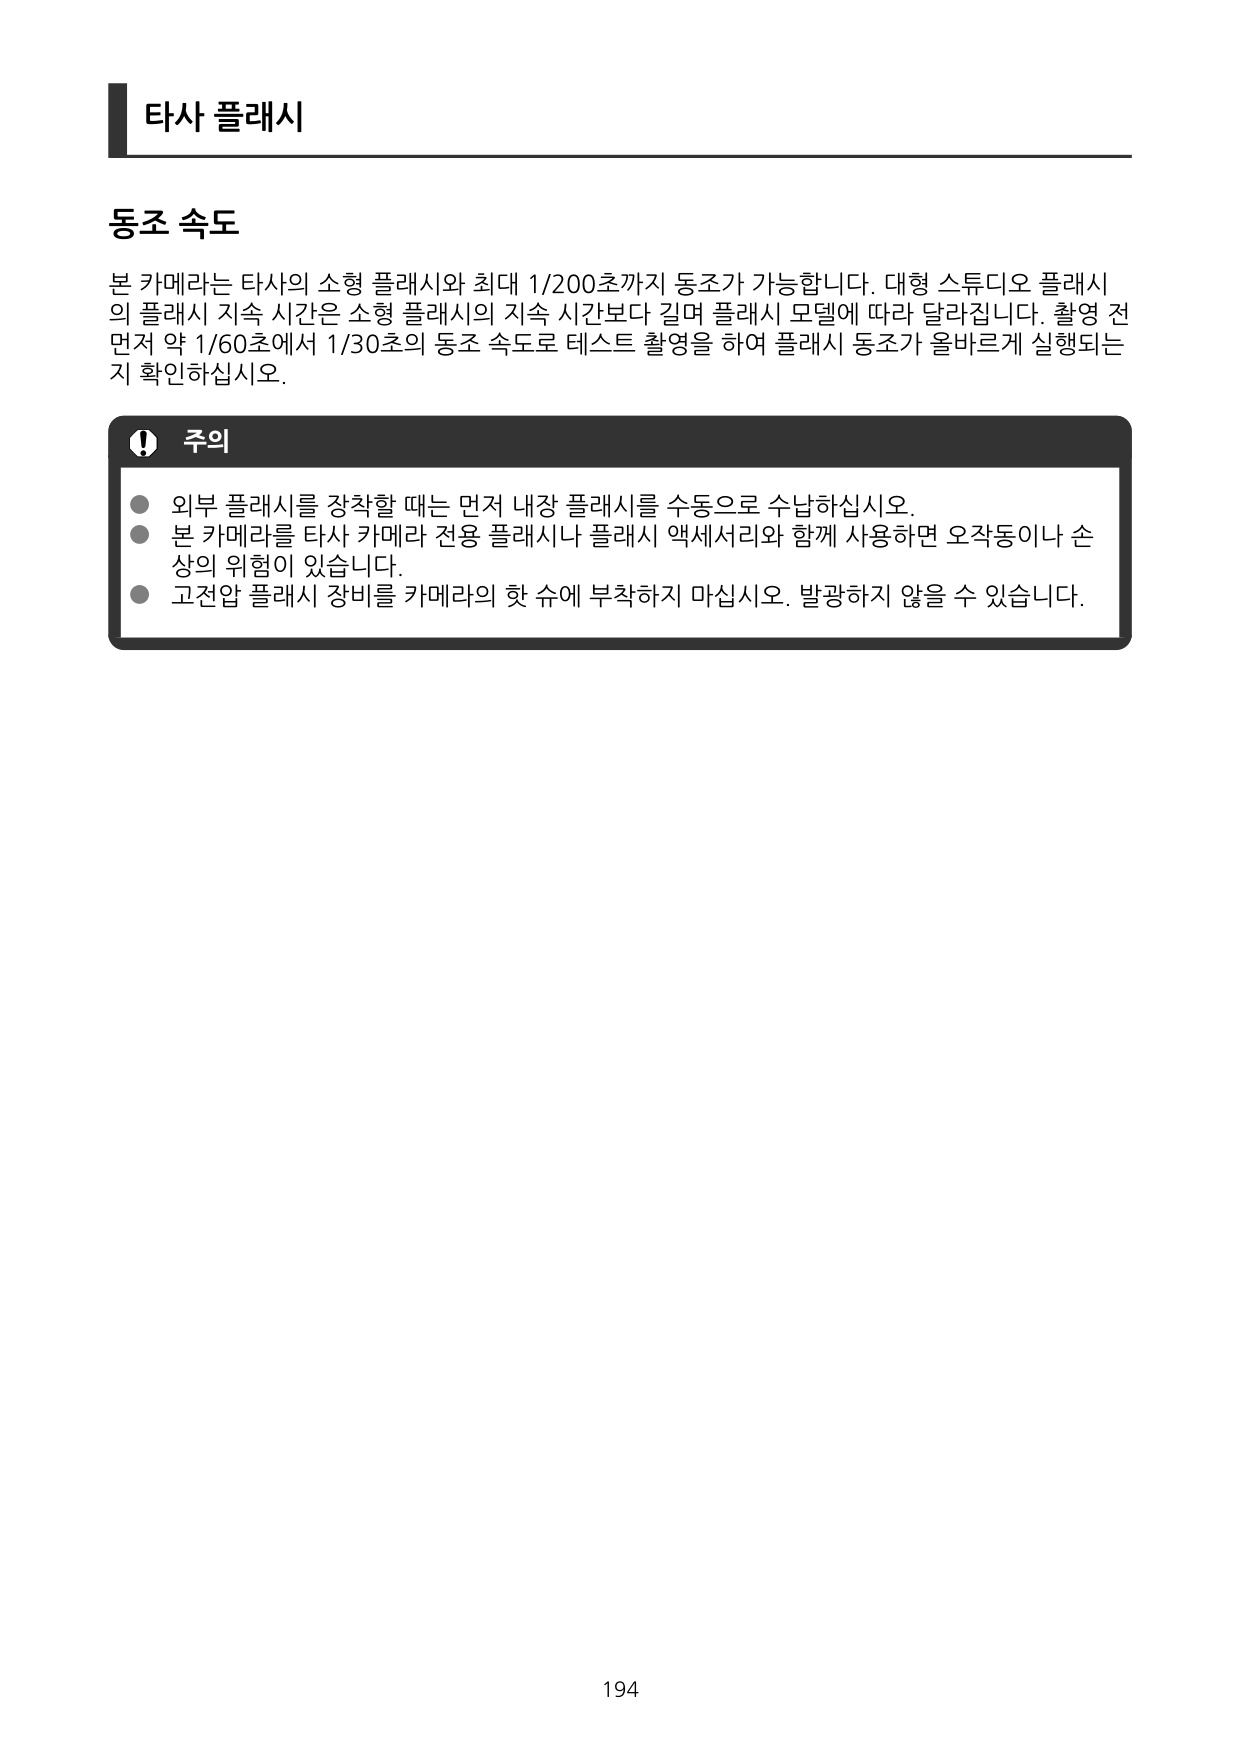 타사 플래시
동조 속도
본 카메라는 타사의 소형 플래시와 최대 1/200초까지 동조가 가능합니다. 대형 스튜디오 플래시
의 플래시 지속 시간은 소형 플래시의 지속 시간보다 길며 플래시 모델에 따라 달라집니다. 촬영 전
먼저 약 1/60초에서 1/30초의 동조 속도로 테스트 촬영을 하여 플래시 동조가 올바르게 실행되는
지 확인하십시오.
주의
● 외부 플래시를 장착할 때는 먼저 내장 플래시를 수동으로 수납하십시오.
● 본 카메라를 타사 카메라 전용 플래시나 플래시 액세서리와 함께 사용하면 오작동이나 손
상의 위험이 있습니다.
● 고전압 플래시 장비를 카메라의 핫 슈에 부착하지 마십시오. 발광하지 않을 수 있습니다.
194